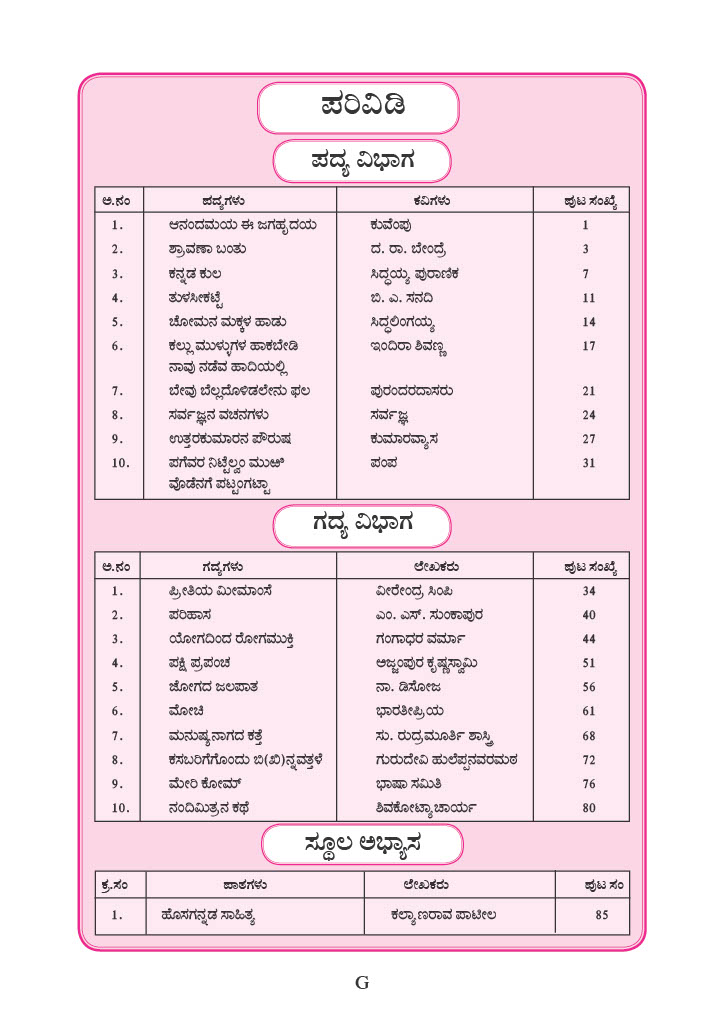 ಪರಿವಿಡಿ
ಪದ್ಯ ವಿಭಾಗ
ಅ.ನಂ ಪದ್ಯಗಳು ಕವಿಗಳು ಪುಟ ಸಂಖ್ಯೆ
1. ಆನಂದಮಯ ಈ ಜಗಹೃದಯ ಕುವೆಂಪು 1
2. ಶ್ರಾವಣಾ ಬಂತು ದ. ರಾ. ಬೇಂದ್ರೆ 3
3. ಕನ್ನಡ ಕುಲ ಸಿದ್ಧಯ್ಯ ಪುರಾಣಿಕ 7
4. ತುಳಸೀಕಟ್ಟೆ ಬಿ. ಎ. ಸನದಿ 11
5. ಚೋಮನ ಮಕ್ಕಳ ಹಾಡು ಸಿದ್ಧಲಿಂಗಯ್ಯ 14
6. ಕಲ್ಲು ಮುಳ್ಳುಗಳ ಹಾಕಬೇಡಿ ಇಂದಿರಾ ಶಿವಣ್ಣ 17
ನಾವು ನಡೆವ ಹಾದಿಯಲ್ಲಿ
7. ಬೇವು ಬೆಲ್ಲದೊಳಿಡಲೇನು ಫಲ ಪುರಂದರದಾಸರು 21
8. ಸರ್ವಜ್ಞನ ವಚನಗಳು ಸರ್ವಜ್ಞ 24
9. ಉತ್ತರಕುಮಾರನ ಪೌರುಷ ಕುಮಾರವ್ಯಾಸ 27
10. ಪಗೆವರ ನಿಟ್ಟೆಲ್ವಂ ಮುಱಿ ಪಂಪ 31
ವೊಡೆನಗೆ ಪಟ್ಟಂಗಟ್ಟಾ
ಗದ್ಯ ವಿಭಾಗ
ಅ.ನಂ ಗದ್ಯಗಳು ಲೇಖಕರು ಪುಟ ಸಂಖ್ಯೆ
1. ಪ್ರೀತಿಯ ಮೀಮಾಂಸೆ ವೀರೇಂದ್ರ ಸಿಂಪಿ 34
2. ಪರಿಹಾಸ ಎಂ. ಎಸ್. ಸುಂಕಾಪುರ 40
3. ಯೋಗದಿಂದ ರೋಗಮುಕ್ತಿ ಗಂಗಾಧರ ವರ್ಮಾ 44
4. ಪಕ್ಷಿ ಪ್ರಪಂಚ ಅಜ್ಜಂಪುರ ಕೃಷ್ಣಸ್ವಾಮಿ 51
5. ಜೋಗದ ಜಲಪಾತ ನಾ. ಡಿಸೋಜ 56
6. ಮೋಚಿ ಭಾರತೀಪ್ರಿಯ 61
7. ಮನುಷ್ಯನಾಗದ ಕತ್ತೆ ಸು. ರುದ್ರಮೂರ್ತಿ ಶಾಸ್ತ್ರಿ 68
8. ಕಸಬರಿಗೆಗೊಂದು ಬಿ(ಖಿ)ನ್ನವತ್ತಳೆ ಗುರುದೇವಿ ಹುಲೆಪ್ಪನವರಮಠ 72
9. ಮೇರಿ ಕೋಮ್ ಭಾಷಾ ಸಮಿತಿ 76
10. ನಂದಿಮಿತ್ರನ ಕಥೆ ಶಿವಕೋಟ್ಯಾಚಾರ್ಯ 80
ಸ್ಥೂಲ ಅಭ್ಯಾಸ
ಕ್ರ.ಸಂ ಪಾಠಗಳು ಲೇಖಕರು ಪುಟ ಸಂ
1. ಹೊಸಗನ್ನಡ ಸಾಹಿತ್ಯ ಕಲ್ಯಾಣರಾವ ಪಾಟೀಲ 85
G